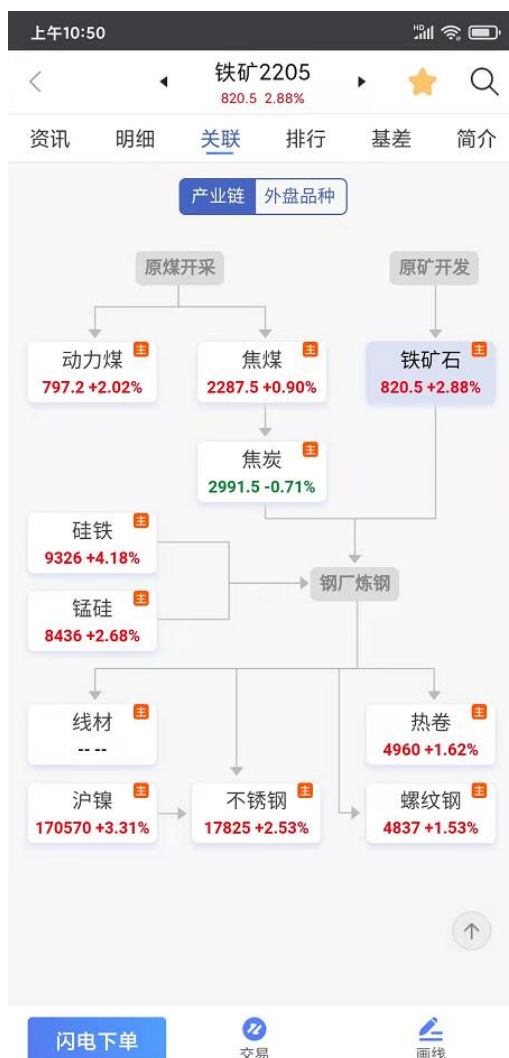 上午10:50
HD
铁矿2205
820.5 2.88%
资讯 明细 关联 排行 基差 简介
产业链 外盘品种
原煤开采 原矿开发
动力煤 主 焦煤 主 铁矿石 主
797.2 +2.02% 2287.5 +0.90% 820.5 +2.88%
焦炭 主
2991.5 -0.71%
硅铁 主
9326 +4.18%
钢厂炼钢
锰硅 主
8436 +2.68%
线材 主 热卷 主
-- -- 4960 +1.62%
沪镍 主 不锈钢 主 螺纹钢 主
170570 +3.31% 17825 +2.53% 4837 +1.53%
闪电下单 交易 画线